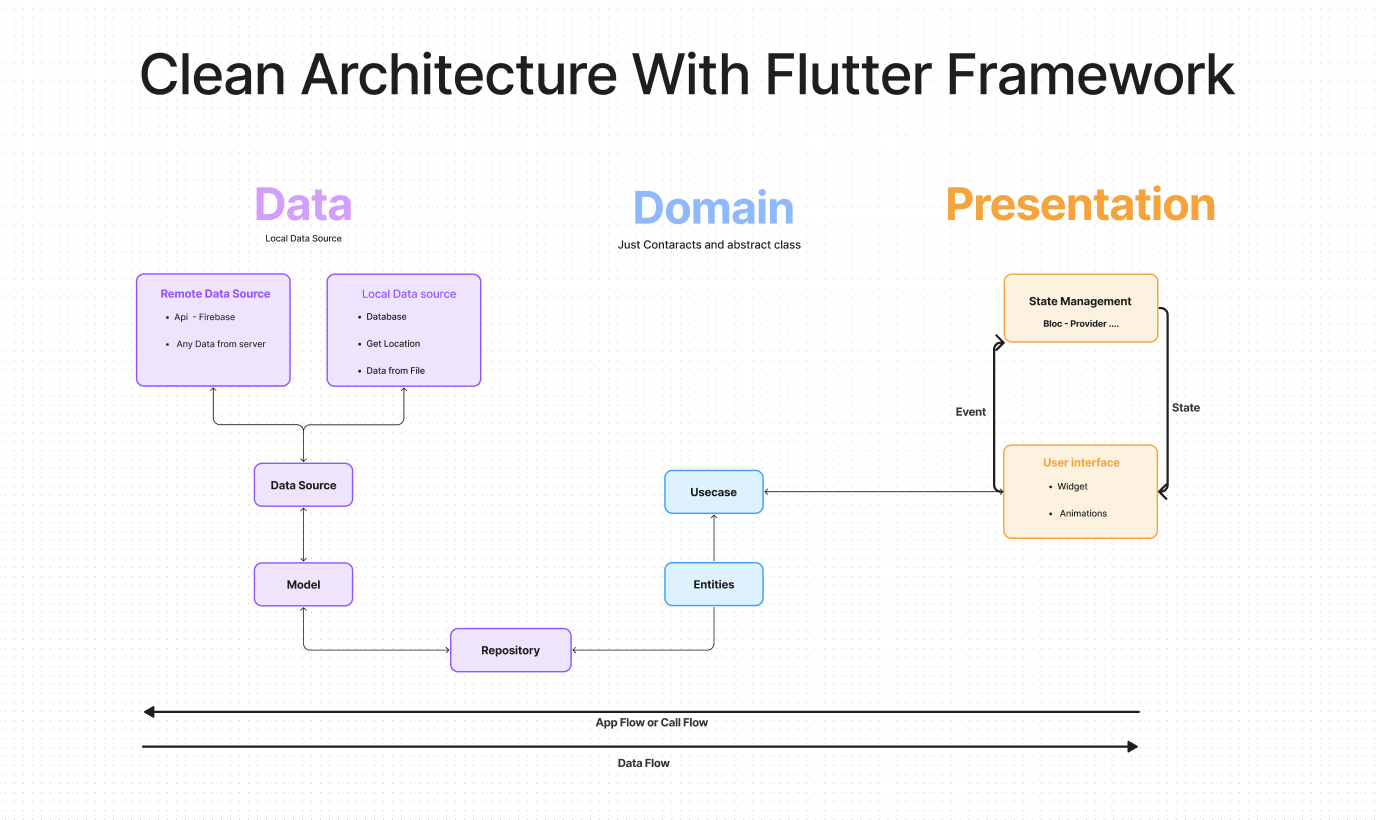 Clean Architecture With Flutter Framework
Data
Local Data Source
Domain
Just Contaracts and abstract class
Presentation
Remote Data Source
• Api - Firebase
• Any Data from server
Local Data source
• Database
• Get Location
• Data from File
State Management
Bloc - Provider ....
Event
State
User interface
• Widget
• Animations
Data Source
Usecase
Model
Entities
Repository
App Flow or Call Flow
Data Flow